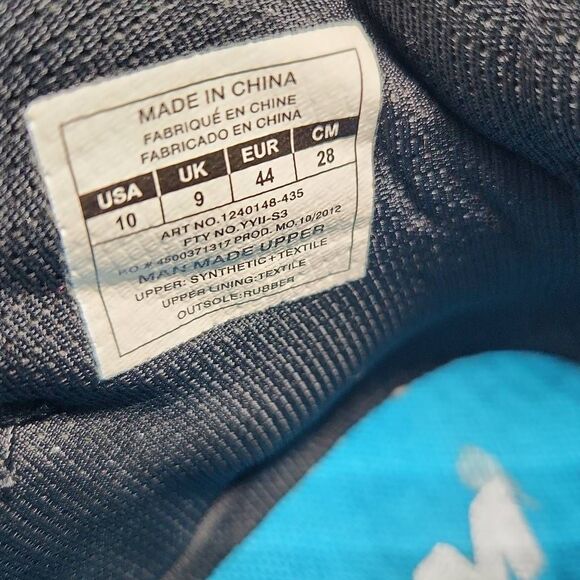 MADE IN CHINA
FABRIQUÉ EN CHINE
FABRICADO EN CHINA
USA UK EUR CM
10 9 44 28
ART NO.1240148-435
FTY NO.YYII-S3
P.O # 4500371317 PROD. MO.10/2012
MAN MADE UPPER
UPPER: SYNTHETIC+TEXTILE
UPPER LINING:TEXTILE
OUTSOLE:RUBBER